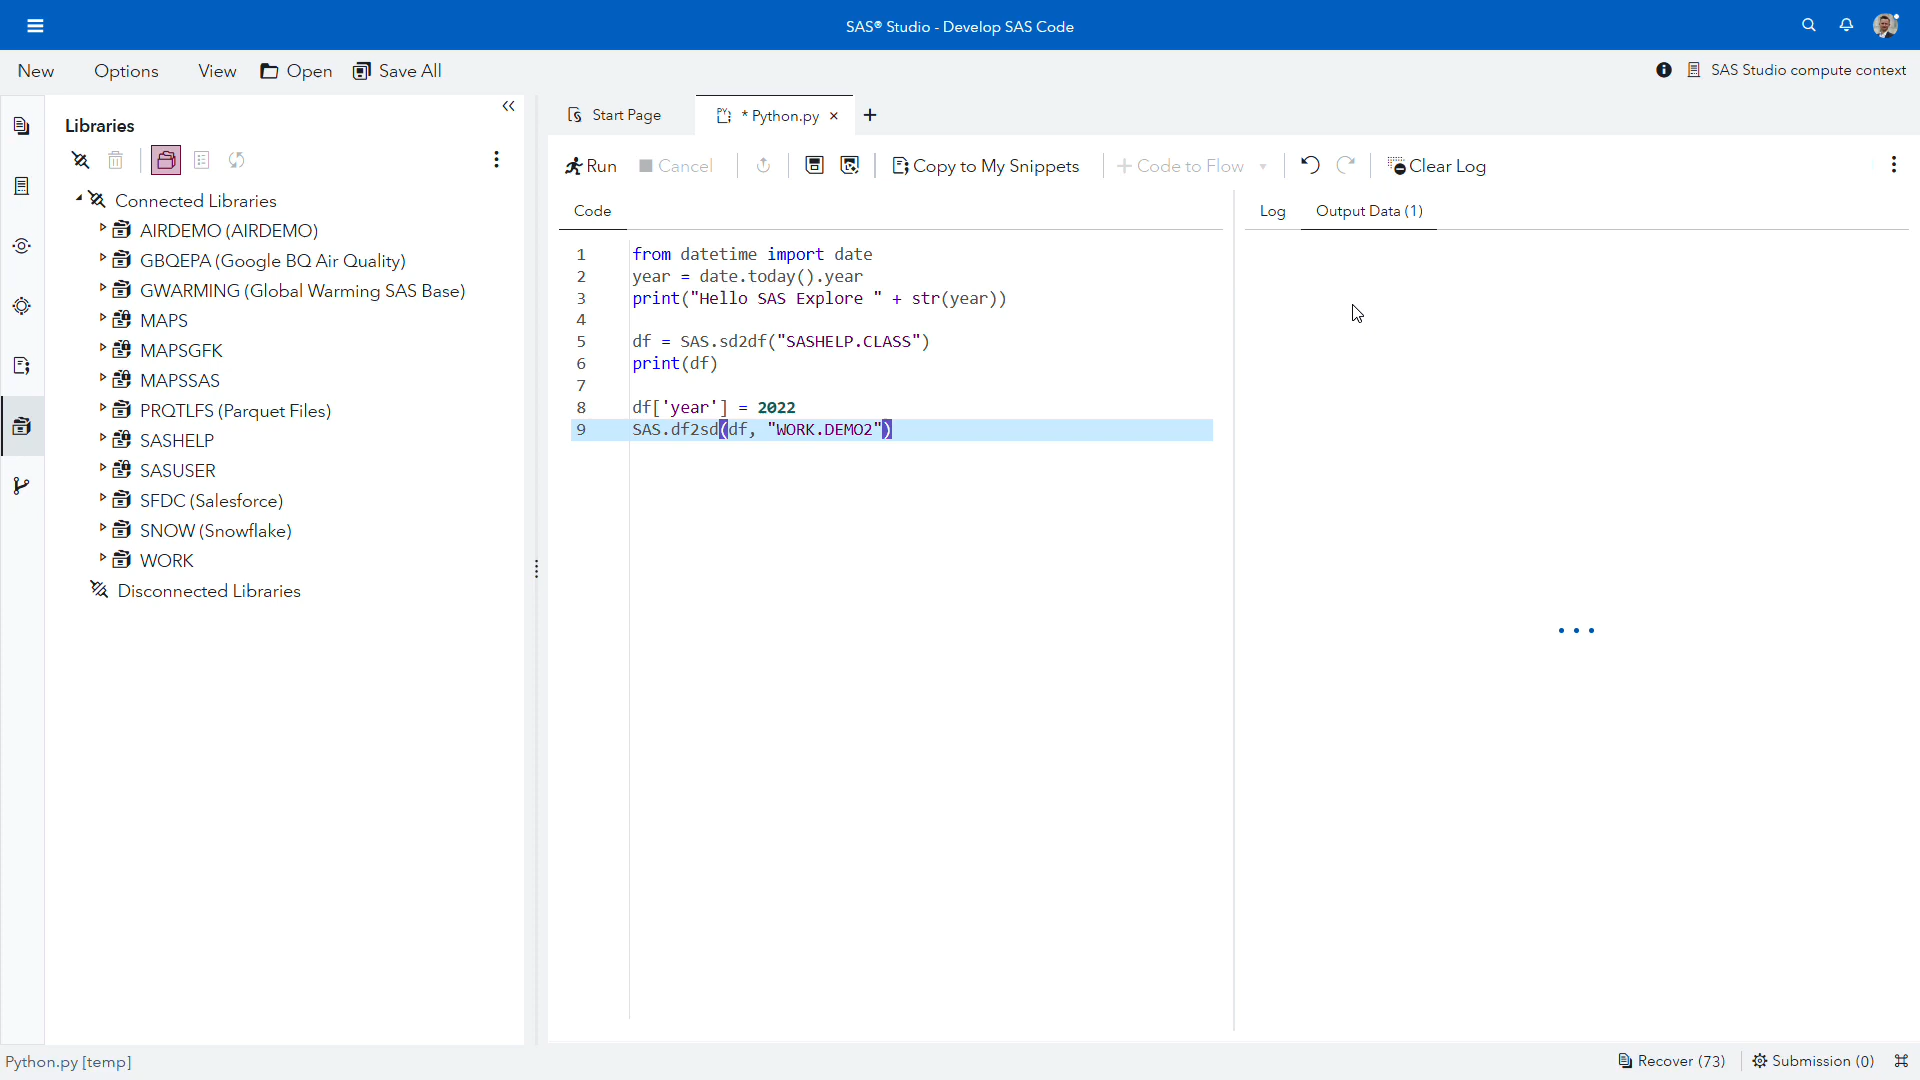 SAS® Studio - Develop SAS Code
New Options View Open Save All
SAS Studio compute context
Libraries
Connected Libraries
AIRDEMO (AIRDEMO)
GBQEPA (Google BQ Air Quality)
GWARMING (Global Warming SAS Base)
MAPS
MAPSGFK
MAPSSAS
PRQTLFS (Parquet Files)
SASHELP
SASUSER
SFDC (Salesforce)
SNOW (Snowflake)
WORK
Disconnected Libraries
Start Page
* Python.py
Run Cancel Copy to My Snippets Code to Flow Clear Log
Code
1 from datetime import date
2 year = date.today().year
3 print("Hello SAS Explore " + str(year))
4
5 df = SAS.sd2df("SASHELP.CLASS")
6 print(df)
7
8 df['year'] = 2022
9 SAS.df2sd(df, "WORK.DEMO2")
Log
Output Data (1)
Python.py [temp]
Recover (73)
Submission (0)